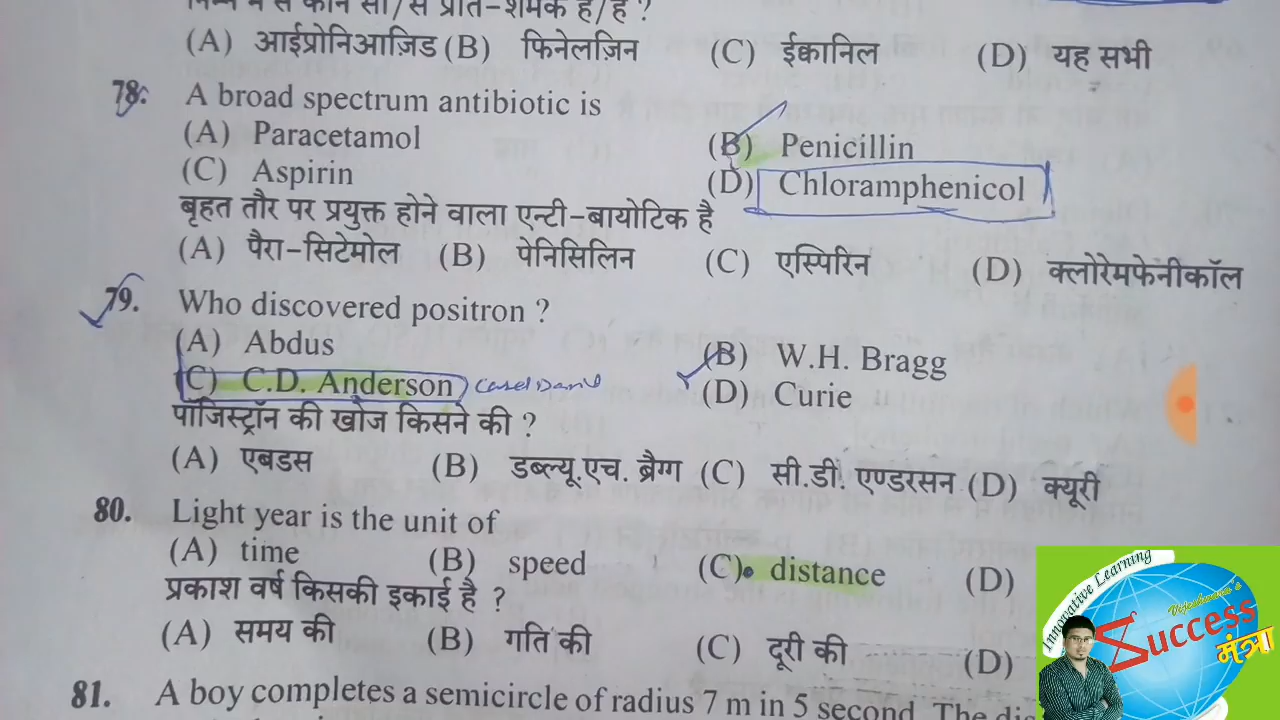 निम्न में से कौन सा/से प्रति-शमक है/हैं ?
(A) आईप्रोनिआज़िड (B) फिनेलज़िन (C) ईक्वानिल (D) यह सभी
78. A broad spectrum antibiotic is
(A) Paracetamol (B) Penicillin
(C) Aspirin (D) Chloramphenicol
बृहत तौर पर प्रयुक्त होने वाला एन्टी-बायोटिक है
(A) पैरा-सिटेमोल (B) पेनिसिलिन (C) एस्पिरिन (D) क्लोरेमफेनीकॉल
79. Who discovered positron ?
(A) Abdus (B) W.H. Bragg
(C) C.D. Anderson (D) Curie
पॉजिस्ट्रॉन की खोज किसने की ?
(A) एबडस (B) डब्ल्यू.एच. ब्रैग्ग (C) सी.डी. एण्डरसन (D) क्यूरी
80. Light year is the unit of
(A) time (B) speed (C) distance (D)
प्रकाश वर्ष किसकी इकाई है ?
(A) समय की (B) गति की (C) दूरी की (D)
81. A boy completes a semicircle of radius 7 m in 5 second. The
Innovative Learning
Success
मंत्रा